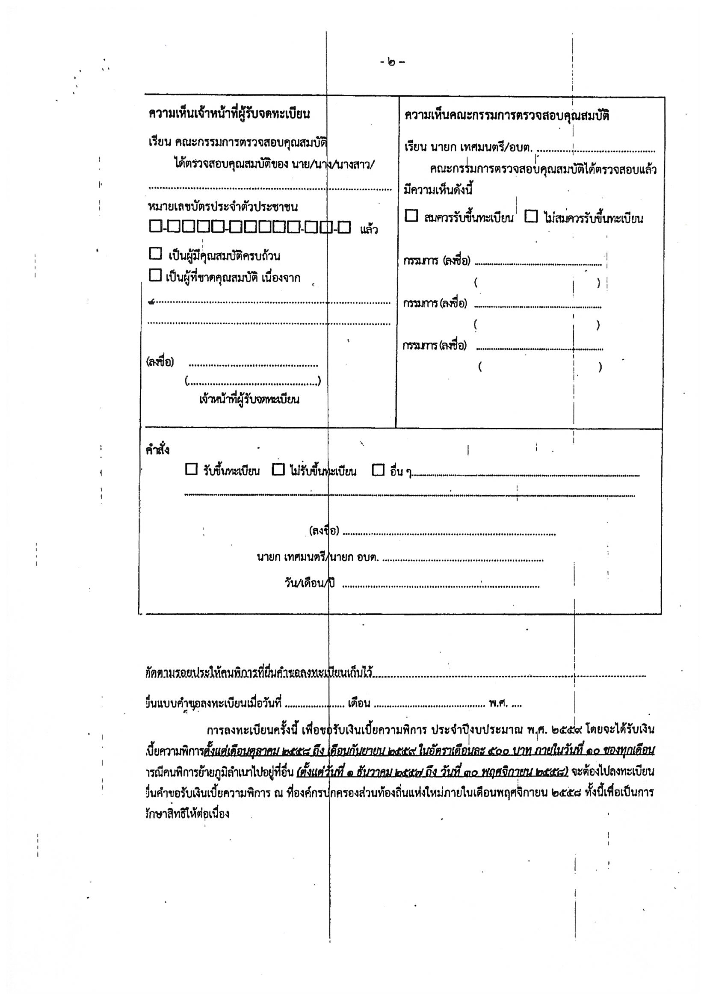 - ๒ -
ความเห็นเจ้าหน้าที่ผู้รับจดทะเบียน
เรียน คณะกรรมการตรวจสอบคุณสมบัติ
ได้ตรวจสอบคุณสมบัติของ นาย/นาง/นางสาว/
................................................................
หมายเลขบัตรประจำตัวประชาชน
☐-☐☐☐☐-☐☐☐☐☐-☐☐-☐ แล้ว
☐ เป็นผู้มีคุณสมบัติครบถ้วน
☐ เป็นผู้ที่ขาดคุณสมบัติ เนื่องจาก
................................................................
................................................................
(ลงชื่อ) ........................................
(........................................)
เจ้าหน้าที่ผู้รับจดทะเบียน
ความเห็นคณะกรรมการตรวจสอบคุณสมบัติ
เรียน นายก เทศมนตรี/อบต. ........................................
คณะกรรมการตรวจสอบคุณสมบัติได้ตรวจสอบแล้ว
มีความเห็นดังนี้
☐ สมควรรับขึ้นทะเบียน ☐ ไม่สมควรรับขึ้นทะเบียน
กรรมการ (ลงชื่อ) ........................................
( )
กรรมการ (ลงชื่อ) ........................................
( )
กรรมการ (ลงชื่อ) ........................................
( )
คำสั่ง
☐ รับขึ้นทะเบียน ☐ ไม่รับขึ้นทะเบียน ☐ อื่น ๆ........................................
................................................................
(ลงชื่อ) ........................................
นายก เทศมนตรี/นายก อบต. ........................................
วัน/เดือน/ปี ........................................
ตัดตามรอยประให้คนพิการที่ยื่นคำขอลงทะเบียนเก็บไว้........................................
ยื่นแบบคำขอลงทะเบียนเมื่อวันที่ .................... เดือน ........................................ พ.ศ. ....
การลงทะเบียนครั้งนี้ เพื่อขอรับเงินเบี้ยความพิการ ประจำปีงบประมาณ พ.ศ. ๒๕๕๙ โดยจะได้รับเงิน
เบี้ยความพิการตั้งแต่เดือนตุลาคม ๒๕๕๘ ถึง เดือนกันยายน ๒๕๕๙ ในอัตราเดือนละ ๕๐๐ บาท ภายในวันที่ ๑๐ ของทุกเดือน
ารณีคนพิการย้ายภูมิลำเนาไปอยู่ที่อื่น (ตั้งแต่วันที่ ๑ ธันวาคม ๒๕๕๗ ถึง วันที่ ๓๐ พฤศจิกายน ๒๕๕๘) จะต้องไปลงทะเบียน
ยื่นคำขอรับเงินเบี้ยความพิการ ณ ที่องค์กรปกครองส่วนท้องถิ่นแห่งใหม่ภายในเดือนพฤศจิกายน ๒๕๕๘ ทั้งนี้เพื่อเป็นการ
รักษาสิทธิให้ต่อเนื่อง